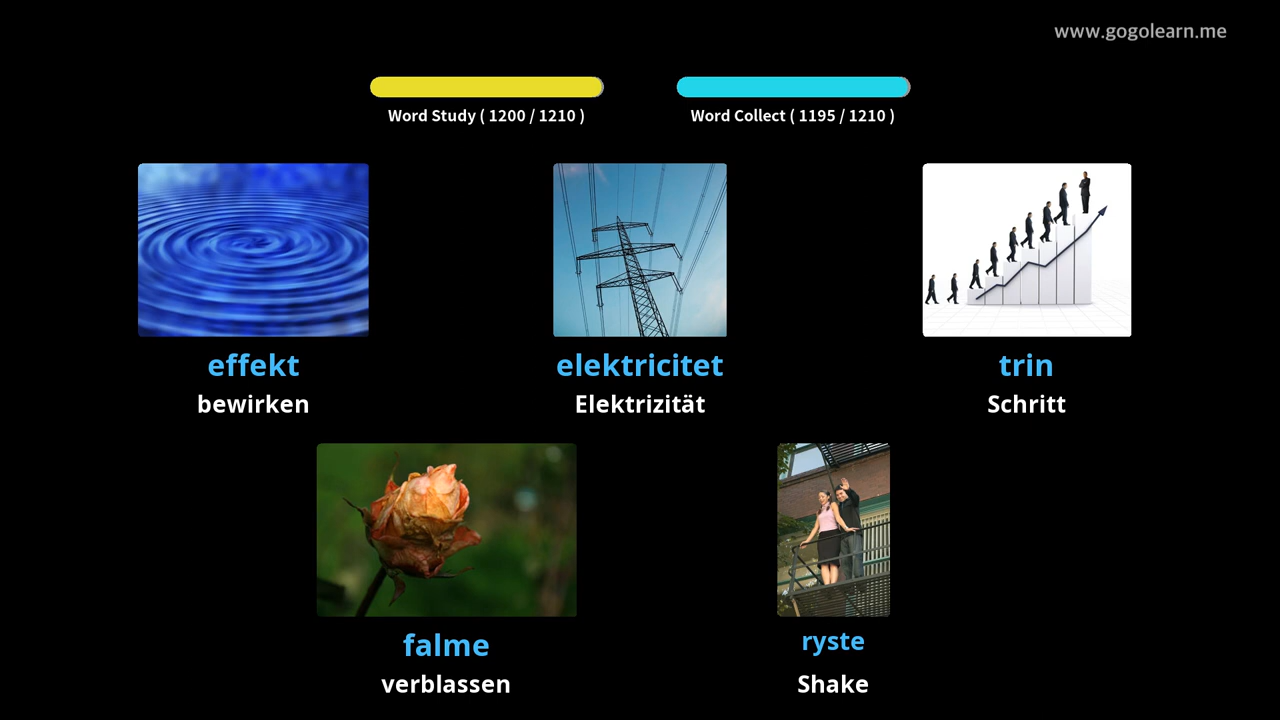 www.gogolearn.me
Word Study ( 1200 / 1210 )
Word Collect ( 1195 / 1210 )
effekt
bewirken
elektricitet
Elektrizität
trin
Schritt
falme
verblassen
ryste
Shake